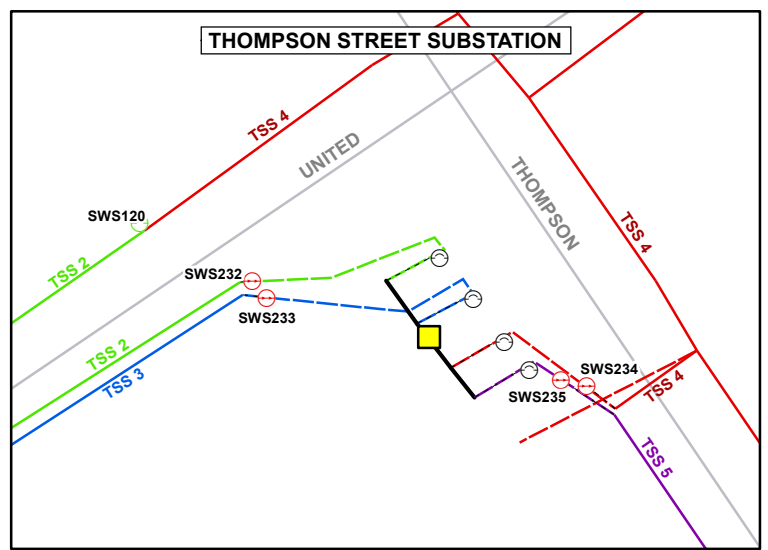 THOMPSON STREET SUBSTATION
TSS 4
UNITED
THOMPSON
SWS120
TSS 4
TSS 2
SWS232
SWS233
TSS 2
TSS 3
SWS234
SWS235
TSS 4
TSS 5